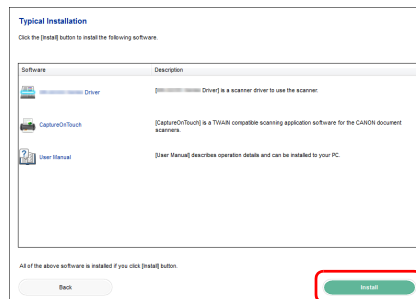 Typical Installation
Click the [Install] button to install the following software.
Software Description
Driver
[ Driver] is a scanner driver to use the scanner.
CaptureOnTouch
[CaptureOnTouch] is a TWAIN compatible scanning application software for the CANON document
scanners.
User Manual
[User Manual] describes operation details and can be installed to your PC.
All of the above software is installed if you click [Install] button.
Back
Install